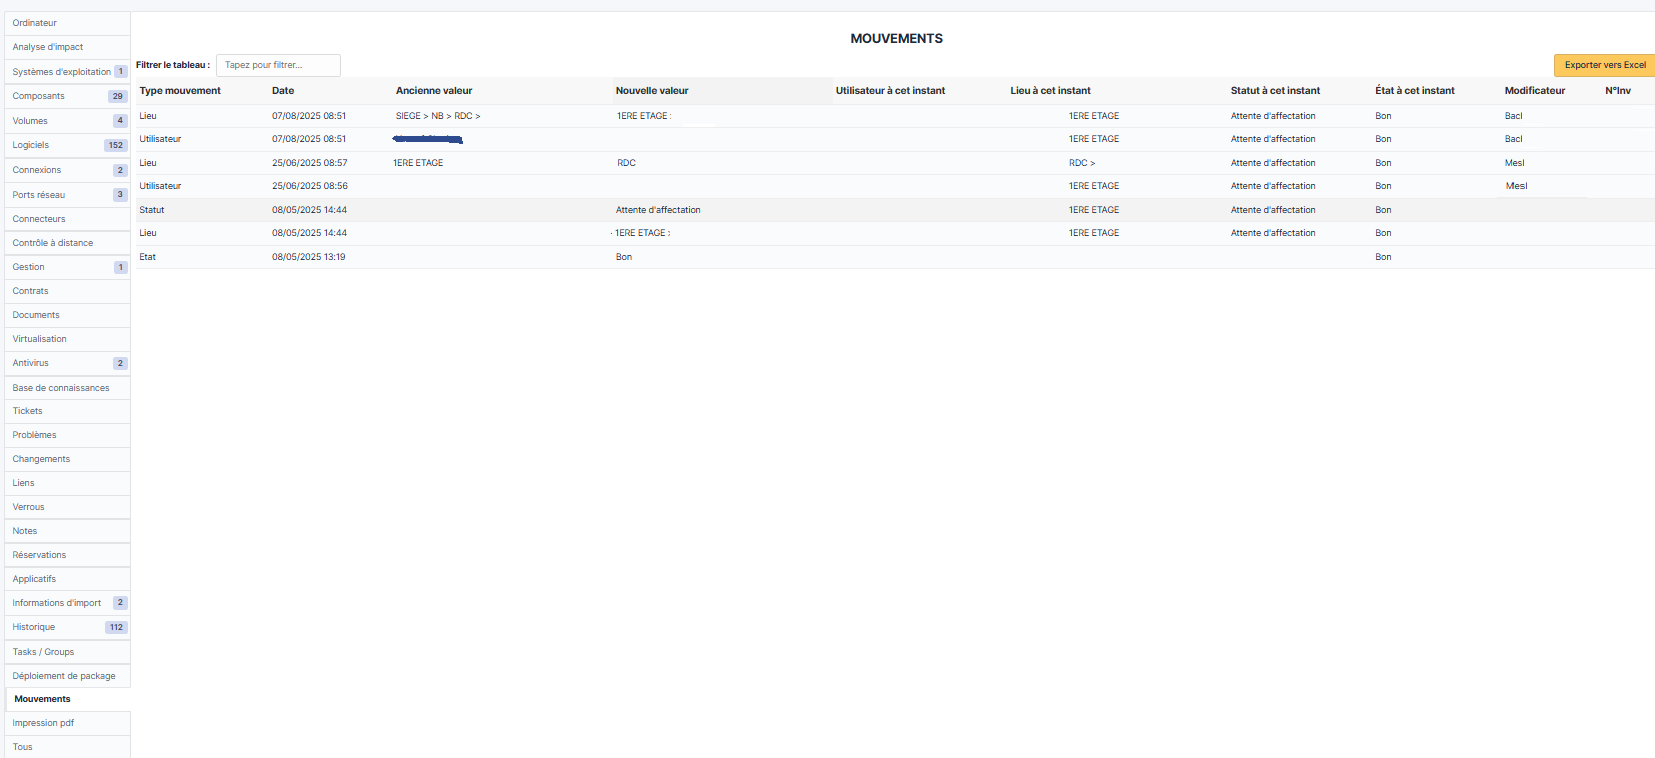 Ordinateur
Analyse d'impact
Systèmes d'exploitation 1
Composants 29
Volumes 4
Logiciels 152
Connexions 2
Ports réseau 3
Connecteurs
Contrôle à distance
Gestion 1
Contrats
Documents
Virtualisation
Antivirus 2
Base de connaissances
Tickets
Problèmes
Changements
Liens
Verrous
Notes
Réservations
Applicatifs
Informations d'import 2
Historique 112
Tasks / Groups
Déploiement de package
Mouvements
Impression pdf
Tous
MOUVEMENTS
Filtrer le tableau : Tapez pour filtrer... Exporter vers Excel
Type mouvement Date Ancienne valeur Nouvelle valeur Utilisateur à cet instant Lieu à cet instant Statut à cet instant État à cet instant Modificateur N°Inv
Lieu 07/08/2025 08:51 SIEGE > NB > RDC > 1ERE ETAGE : 1ERE ETAGE Attente d'affectation Bon Bacl
Utilisateur 07/08/2025 08:51 1ERE ETAGE Attente d'affectation Bon Bacl
Lieu 25/06/2025 08:57 1ERE ETAGE RDC RDC > Attente d'affectation Bon Mesl
Utilisateur 25/06/2025 08:56 1ERE ETAGE Attente d'affectation Bon Mesl
Statut 08/05/2025 14:44 Attente d'affectation 1ERE ETAGE Attente d'affectation Bon
Lieu 08/05/2025 14:44 1ERE ETAGE : 1ERE ETAGE Attente d'affectation Bon
Etat 08/05/2025 13:19 Bon Bon